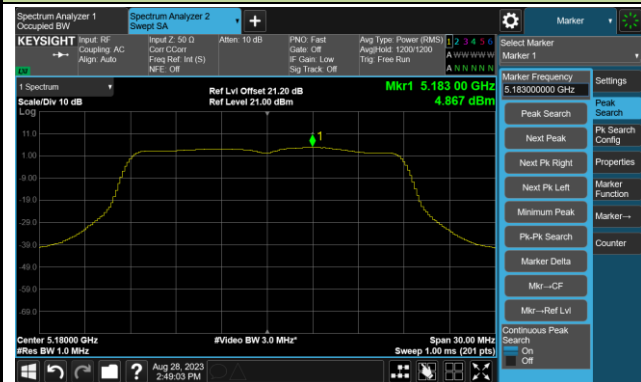 Spectrum Analyzer 1
Occupied BW
Spectrum Analyzer 2
Swept SA
Marker
KEYSIGHT
Input: RF
Coupling: AC
Align: Auto
Input Z: 50 Ω
Corr CCorr
Freq Ref: Int (S)
NFE: Off
Atten: 10 dB
PNO: Fast
Gate: Off
IF Gain: Low
Sig Track: Off
Avg Type: Power (RMS)
Avg|Hold: 1200/1200
Trig: Free Run
1 2 3 4 5 6
A W W W W W
A N N N N N
LVI
Select Marker
Marker 1
1 Spectrum
Scale/Div 10 dB
Log
Ref Lvl Offset 21.20 dB
Ref Level 21.00 dBm
Mkr1 5.183 00 GHz
4.867 dBm
11.0
1.00
-9.00
-19.0
-29.0
-39.0
-49.0
-59.0
-69.0
1
Center 5.18000 GHz
#Res BW 1.0 MHz
#Video BW 3.0 MHz*
Span 30.00 MHz
Sweep 1.00 ms (201 pts)
Marker Frequency
5.183000000 GHz
Peak Search
Next Peak
Next Pk Right
Next Pk Left
Minimum Peak
Pk-Pk Search
Marker Delta
Mkr→CF
Mkr→Ref Lvl
Continuous Peak
Search
On
Off
Settings
Peak
Search
Pk Search
Config
Properties
Marker
Function
Marker→
Counter
?
Aug 28, 2023
2:49:03 PM